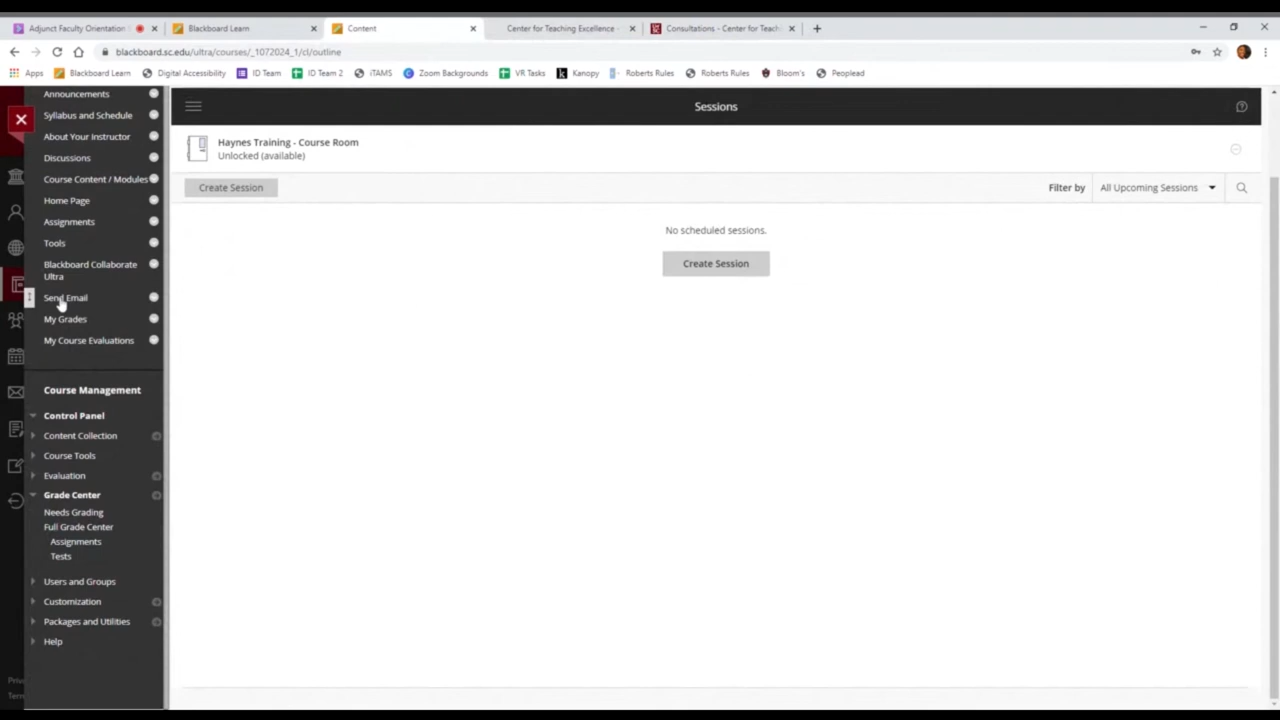 Adjunct Faculty Orientation
Blackboard Learn
Content
Center for Teaching Excellence -
Consultations - Center for Teach
blackboard.sc.edu/ultra/courses/_1072024_1/cl/outline
Apps
Blackboard Learn
Digital Accessibility
ID Team
ID Team 2
iTAMS
Zoom Backgrounds
VR Tasks
Kanopy
Roberts Rules
Roberts Rules
Bloom's
Peoplead
Announcements
Syllabus and Schedule
About Your Instructor
Discussions
Course Content / Modules
Home Page
Assignments
Tools
Blackboard Collaborate
Ultra
Send Email
My Grades
My Course Evaluations
Course Management
Control Panel
Content Collection
Course Tools
Evaluation
Grade Center
Needs Grading
Full Grade Center
Assignments
Tests
Users and Groups
Customization
Packages and Utilities
Help
Priva
Term
Sessions
Haynes Training - Course Room
Unlocked (available)
Create Session
Filter by
All Upcoming Sessions
No scheduled sessions.
Create Session